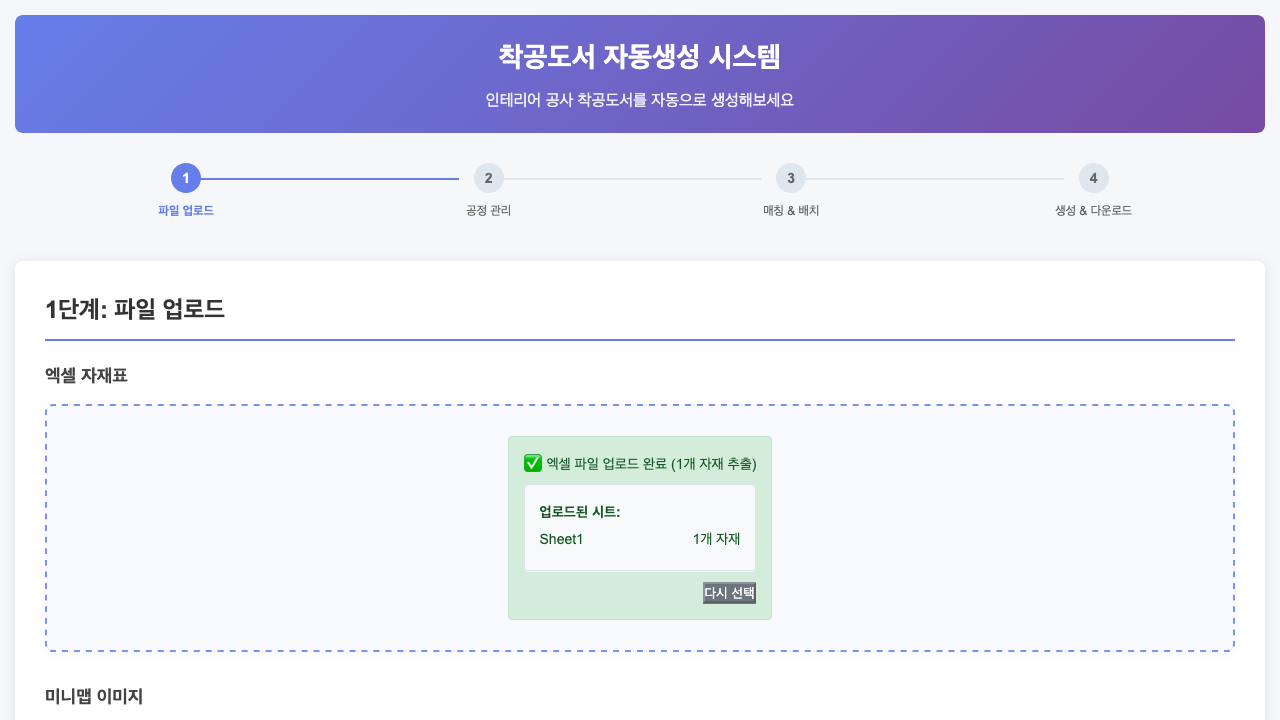 착공도서 자동생성 시스템
인테리어 공사 착공도서를 자동으로 생성해보세요
1
2
3
4
파일 업로드
공정 관리
매칭 & 배치
생성 & 다운로드
1단계: 파일 업로드
엑셀 자재표
✅ 엑셀 파일 업로드 완료 (1개 자재 추출)
업로드된 시트:
Sheet1 1개 자재
다시 선택
미니맵 이미지